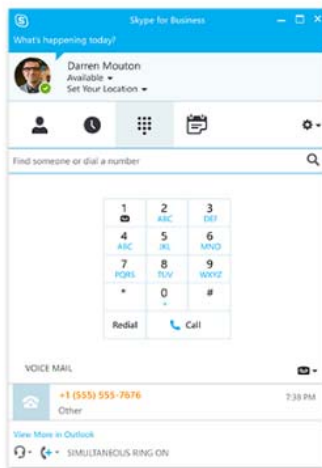 Skype for Business
What's happening today?
Darren Mouton
Available
Set Your Location
Find someone or dial a number
1 2 ABC 3 DEF
4 ABC 5 JKL 6 MNO
7 PQRS 8 TUV 9 WXYZ
* 0 + #
Redial Call
VOICE MAIL
+1 (555) 555-7676 7:38 PM
Other
View More in Outlook
SIMULTANEOUS RING ON